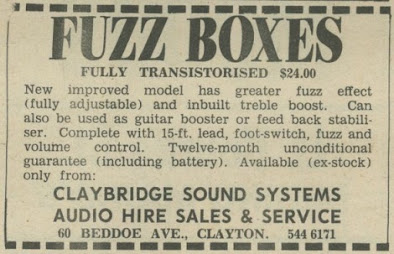 FUZZ BOXES
FULLY TRANSISTORISED $24.00
New improved model has greater fuzz effect
(fully adjustable) and inbuilt treble boost. Can
also be used as guitar booster or feed back stabili-
ser. Complete with 15-ft. lead, foot-switch, fuzz and
volume control. Twelve-month unconditional
guarantee (including battery). Available (ex-stock)
only from:
CLAYBRIDGE SOUND SYSTEMS
AUDIO HIRE SALES & SERVICE
60 BEDDOE AVE., CLAYTON. 544 6171